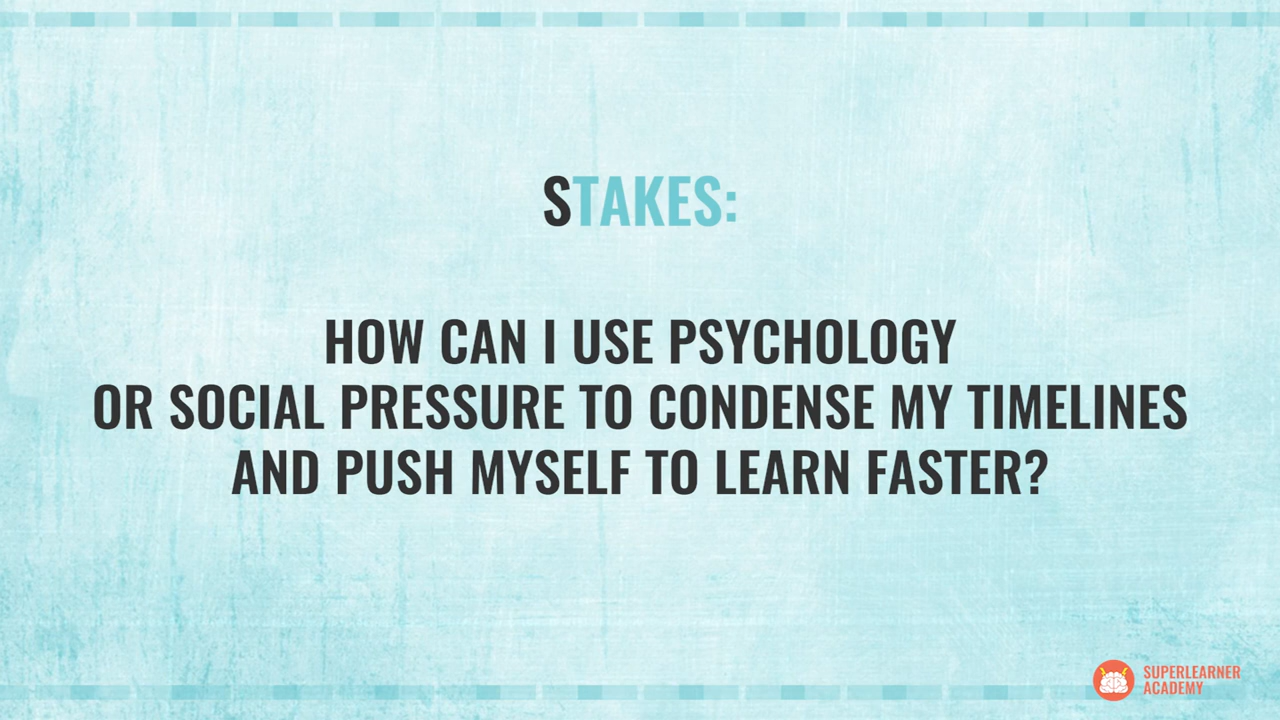 STAKES:
HOW CAN I USE PSYCHOLOGY
OR SOCIAL PRESSURE TO CONDENSE MY TIMELINES
AND PUSH MYSELF TO LEARN FASTER?
SUPERLEARNER
ACADEMY